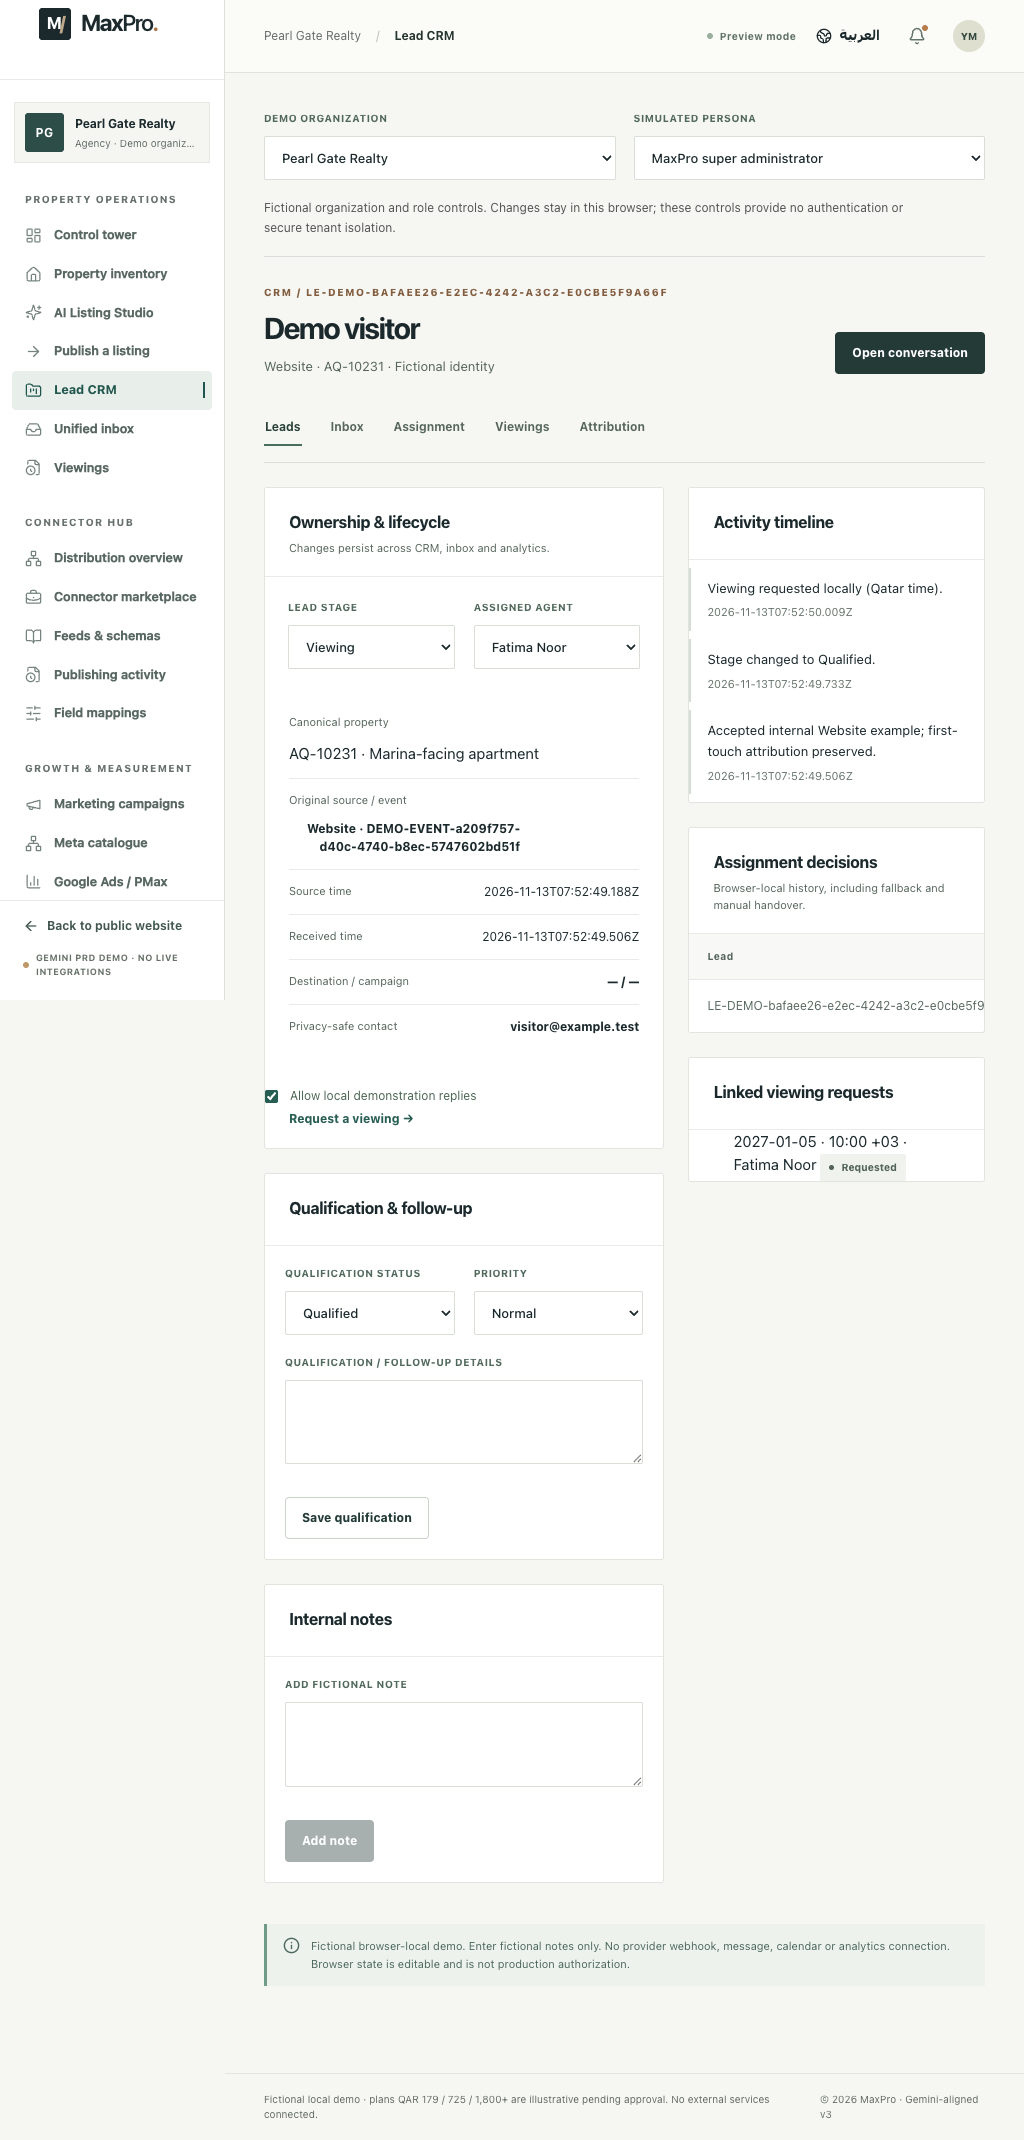 M/ MaxPro.
PG
Pearl Gate Realty
Agency · Demo organiz...
PROPERTY OPERATIONS
Control tower
Property inventory
AI Listing Studio
Publish a listing
Lead CRM
Unified inbox
Viewings
CONNECTOR HUB
Distribution overview
Connector marketplace
Feeds & schemas
Publishing activity
Field mappings
GROWTH & MEASUREMENT
Marketing campaigns
Meta catalogue
Google Ads / PMax
Back to public website
GEMINI PRD DEMO · NO LIVE
INTEGRATIONS
Pearl Gate Realty / Lead CRM
Preview mode
العربية
YM
DEMO ORGANIZATION
Pearl Gate Realty
SIMULATED PERSONA
MaxPro super administrator
Fictional organization and role controls. Changes stay in this browser; these controls provide no authentication or
secure tenant isolation.
CRM / LE-DEMO-BAFAEE26-E2EC-4242-A3C2-E0CBE5F9A66F
Demo visitor
Website · AQ-10231 · Fictional identity
Open conversation
Leads Inbox Assignment Viewings Attribution
Ownership & lifecycle
Changes persist across CRM, inbox and analytics.
LEAD STAGE
Viewing
ASSIGNED AGENT
Fatima Noor
Canonical property
AQ-10231 · Marina-facing apartment
Original source / event
Website · DEMO-EVENT-a209f757-
d40c-4740-b8ec-5747602bd51f
Source time 2026-11-13T07:52:49.188Z
Received time 2026-11-13T07:52:49.506Z
Destination / campaign — / —
Privacy-safe contact visitor@example.test
Allow local demonstration replies
Request a viewing →
Qualification & follow-up
QUALIFICATION STATUS
Qualified
PRIORITY
Normal
QUALIFICATION / FOLLOW-UP DETAILS
Save qualification
Internal notes
ADD FICTIONAL NOTE
Add note
Activity timeline
Viewing requested locally (Qatar time).
2026-11-13T07:52:50.009Z
Stage changed to Qualified.
2026-11-13T07:52:49.733Z
Accepted internal Website example; first-
touch attribution preserved.
2026-11-13T07:52:49.506Z
Assignment decisions
Browser-local history, including fallback and
manual handover.
Lead
LE-DEMO-bafaee26-e2ec-4242-a3c2-e0cbe5f9
Linked viewing requests
2027-01-05 · 10:00 +03 ·
Fatima Noor Requested
Fictional browser-local demo. Enter fictional notes only. No provider webhook, message, calendar or analytics connection.
Browser state is editable and is not production authorization.
Fictional local demo · plans QAR 179 / 725 / 1,800+ are illustrative pending approval. No external services
connected.
© 2026 MaxPro · Gemini-aligned
v3